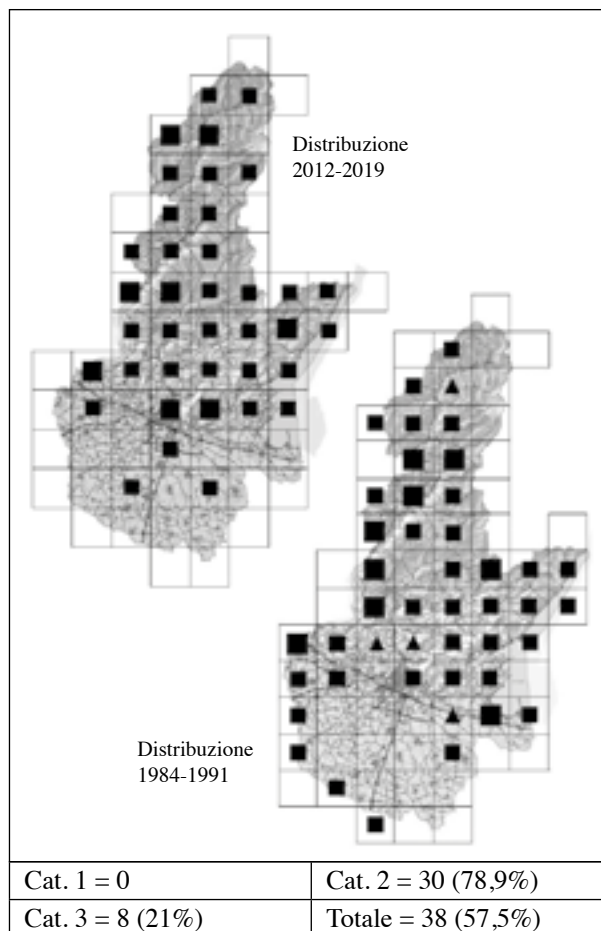 Distribuzione
2012-2019
Distribuzione
1984-1991
Cat. 1 = 0
Cat. 2 = 30 (78,9%)
Cat. 3 = 8 (21%)
Totale = 38 (57,5%)